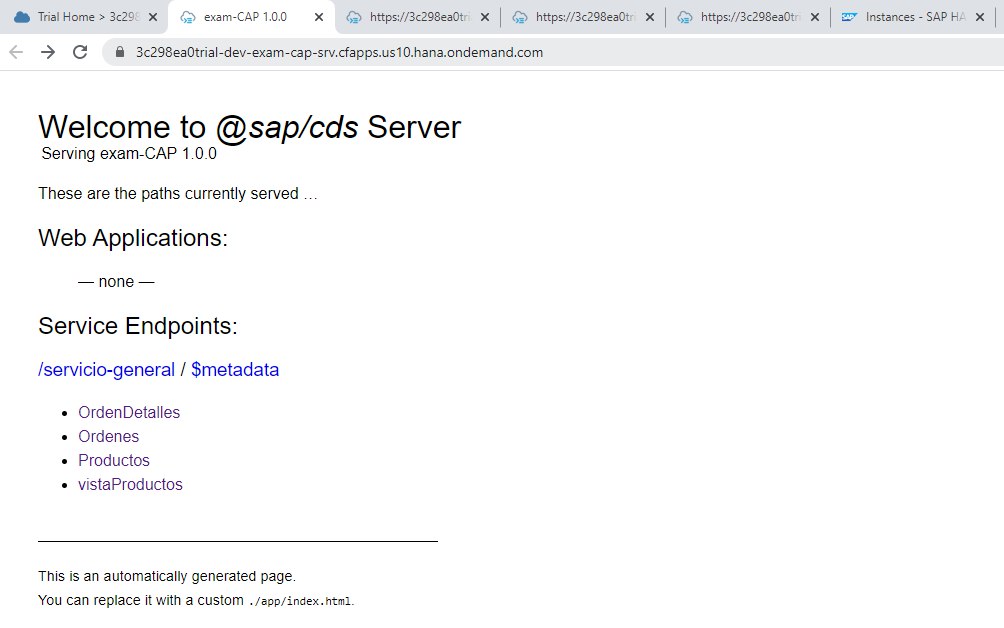 Trial Home > 3c298
exam-CAP 1.0.0
https://3c298ea0tri
https://3c298ea0tri
https://3c298ea0tri
Instances - SAP HA
3c298ea0trial-dev-exam-cap-srv.cfapps.us10.hana.ondemand.com
Welcome to @sap/cds Server
Serving exam-CAP 1.0.0
These are the paths currently served …
Web Applications:
— none —
Service Endpoints:
/servicio-general / $metadata
OrdenDetalles
Ordenes
Productos
vistaProductos
This is an automatically generated page.
You can replace it with a custom ./app/index.html.